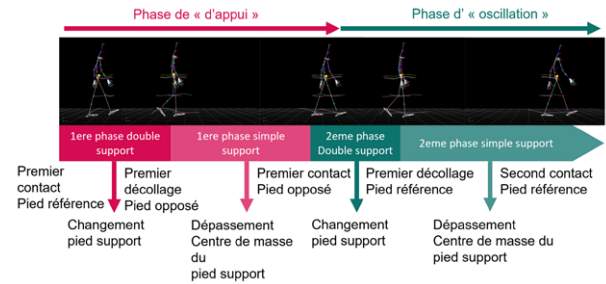 Phase de « d'appui »
Phase d' « oscillation »
1ere phase double
support
1ere phase simple
support
2eme phase
Double support
2eme phase simple support
Premier
contact
Pied référence
Premier
décollage
Pied opposé
Premier contact
Pied opposé
Premier décollage
Pied référence
Second contact
Pied référence
Changement
pied support
Dépassement
Centre de masse
du
pied support
Changement
pied support
Dépassement
Centre de masse du
pied support